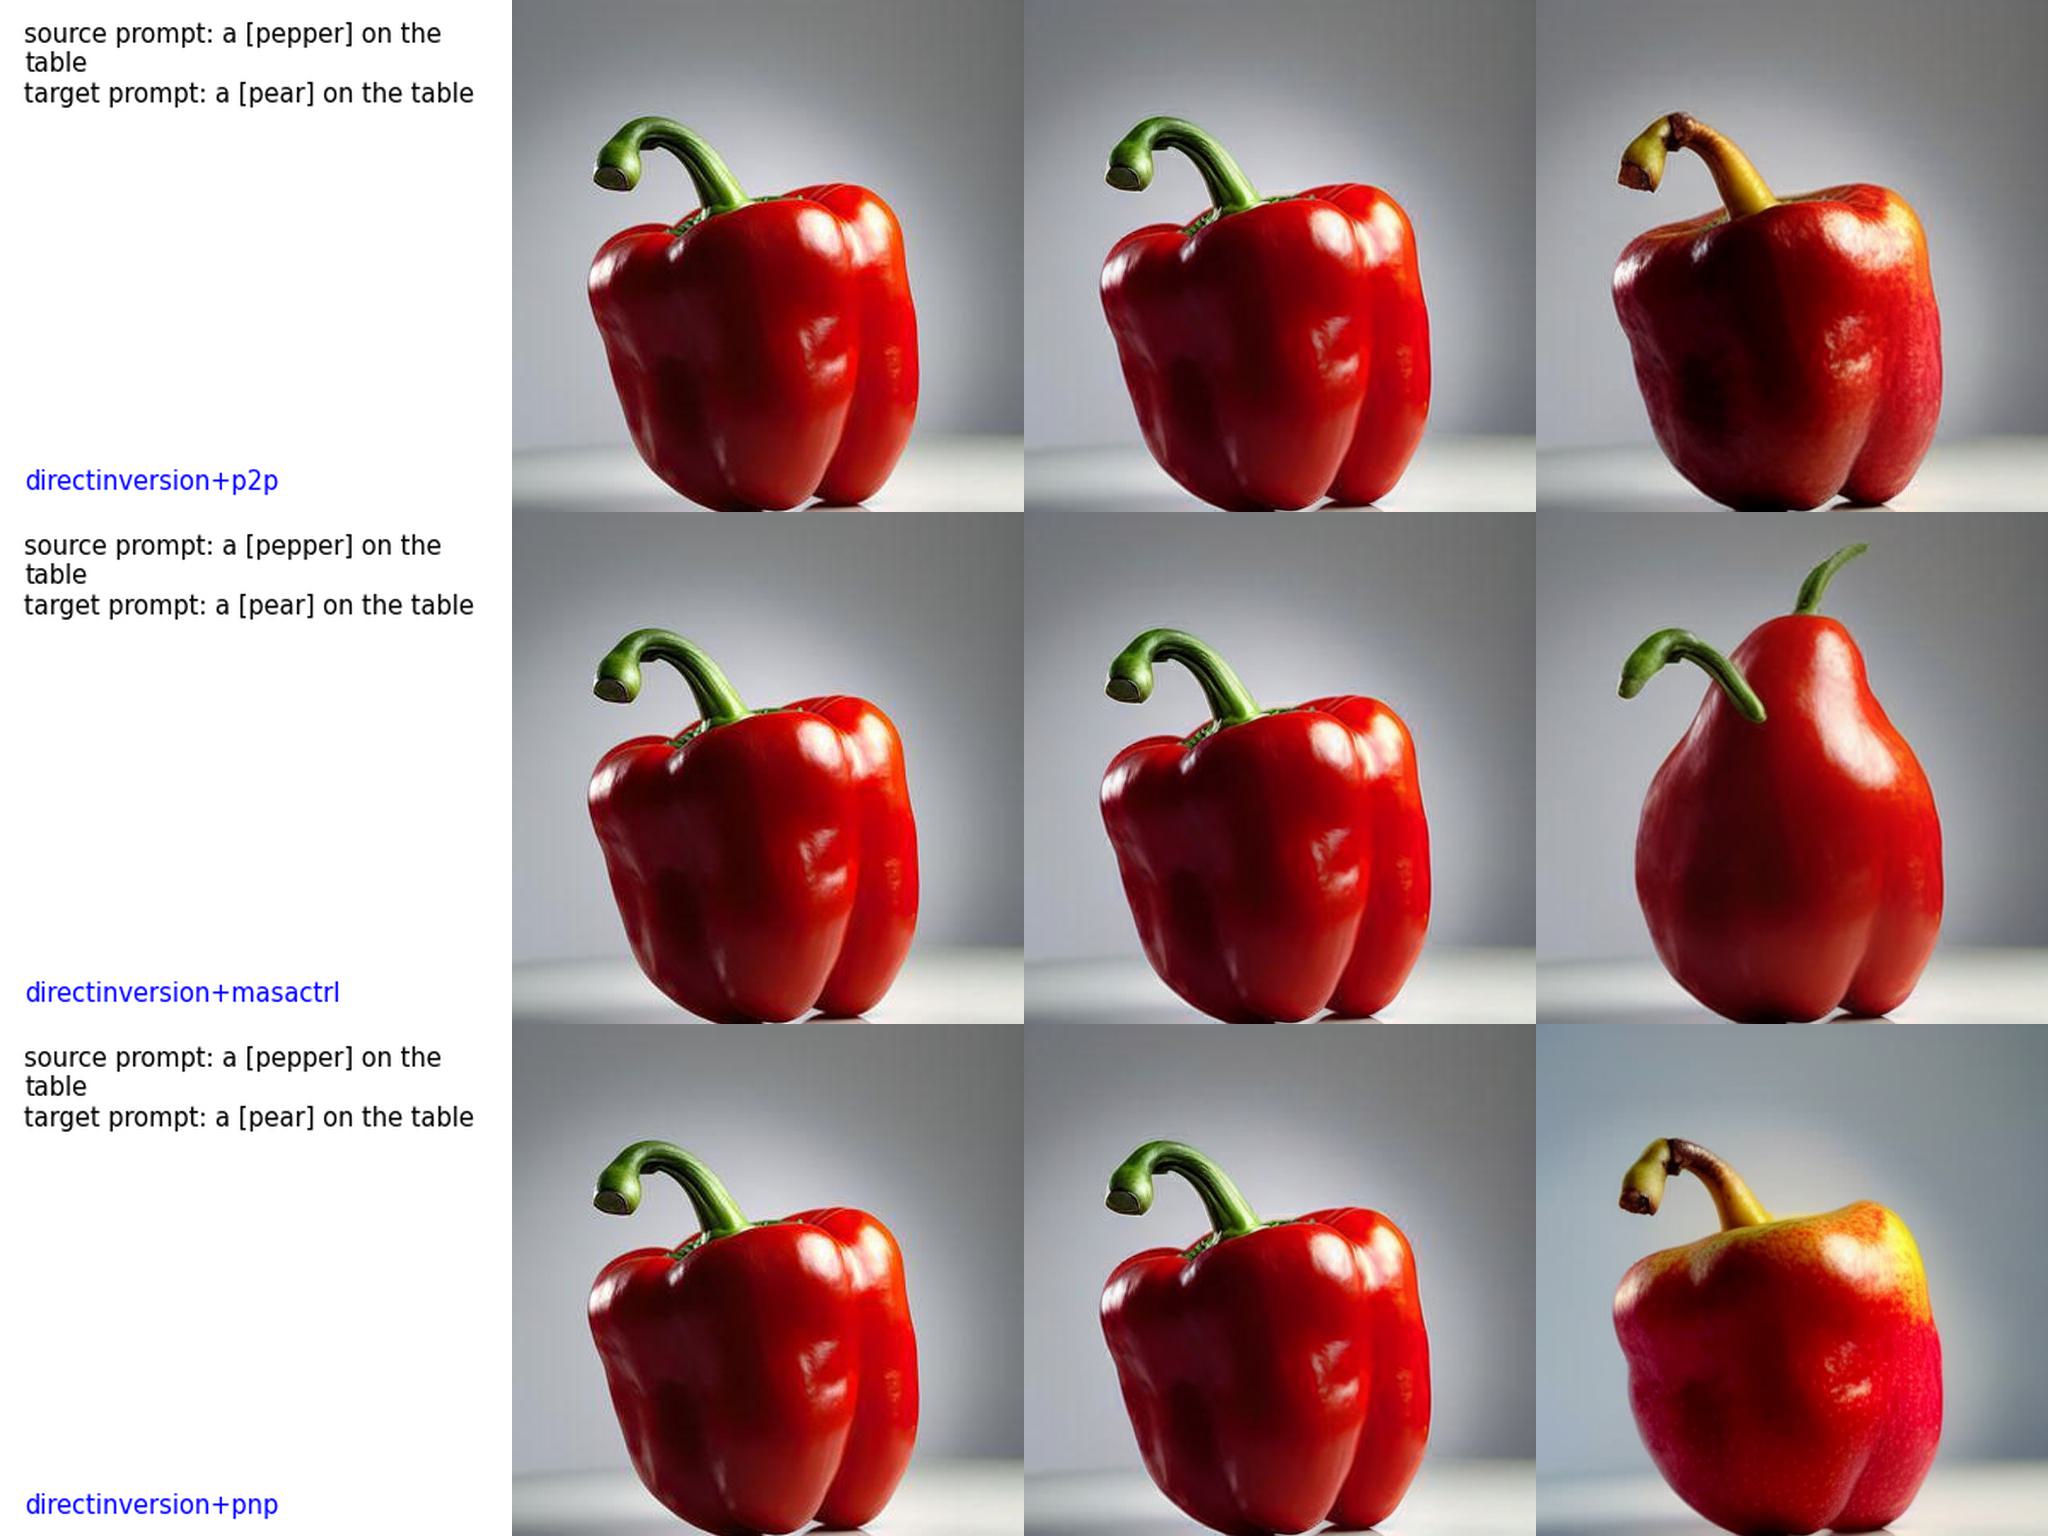 source prompt: a [pepper] on the
table
target prompt: a [pear] on the table
directinversion+p2p
source prompt: a [pepper] on the
table
target prompt: a [pear] on the table
directinversion+masactrl
source prompt: a [pepper] on the
table
target prompt: a [pear] on the table
directinversion+pnp